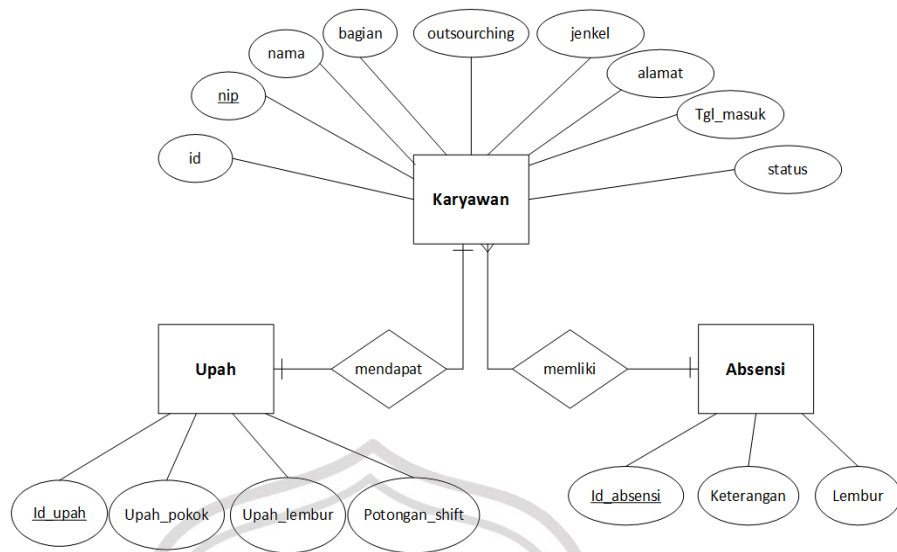 bagian
outsourching
jenkel
nama
alamat
nip
Tgl_masuk
id
status
Karyawan
Upah
mendapat
memliki
Absensi
Id_upah
Upah_pokok
Upah_lembur
Potongan_shift
Id_absensi
Keterangan
Lembur